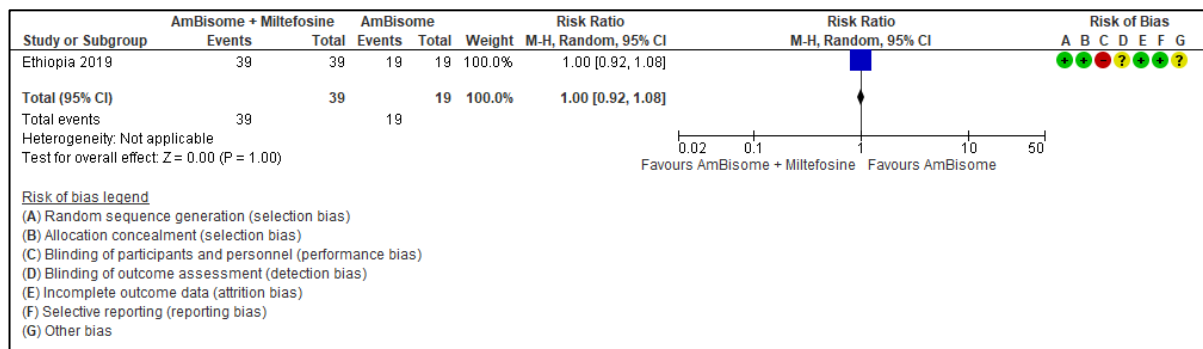 AmBisome + Miltefosine AmBisome Risk Ratio Risk Ratio Risk of Bias
Study or Subgroup Events Total Events Total Weight M-H, Random, 95% CI M-H, Random, 95% CI A B C D E F G
Ethiopia 2019 39 39 19 19 100.0% 1.00 [0.92, 1.08] + + − ? + + ?
Total (95% CI) 39 19 100.0% 1.00 [0.92, 1.08]
Total events 39 19
Heterogeneity: Not applicable
Test for overall effect: Z = 0.00 (P = 1.00)
0.02 0.1 1 10 50
Favours AmBisome + Miltefosine Favours AmBisome
Risk of bias legend
(A) Random sequence generation (selection bias)
(B) Allocation concealment (selection bias)
(C) Blinding of participants and personnel (performance bias)
(D) Blinding of outcome assessment (detection bias)
(E) Incomplete outcome data (attrition bias)
(F) Selective reporting (reporting bias)
(G) Other bias